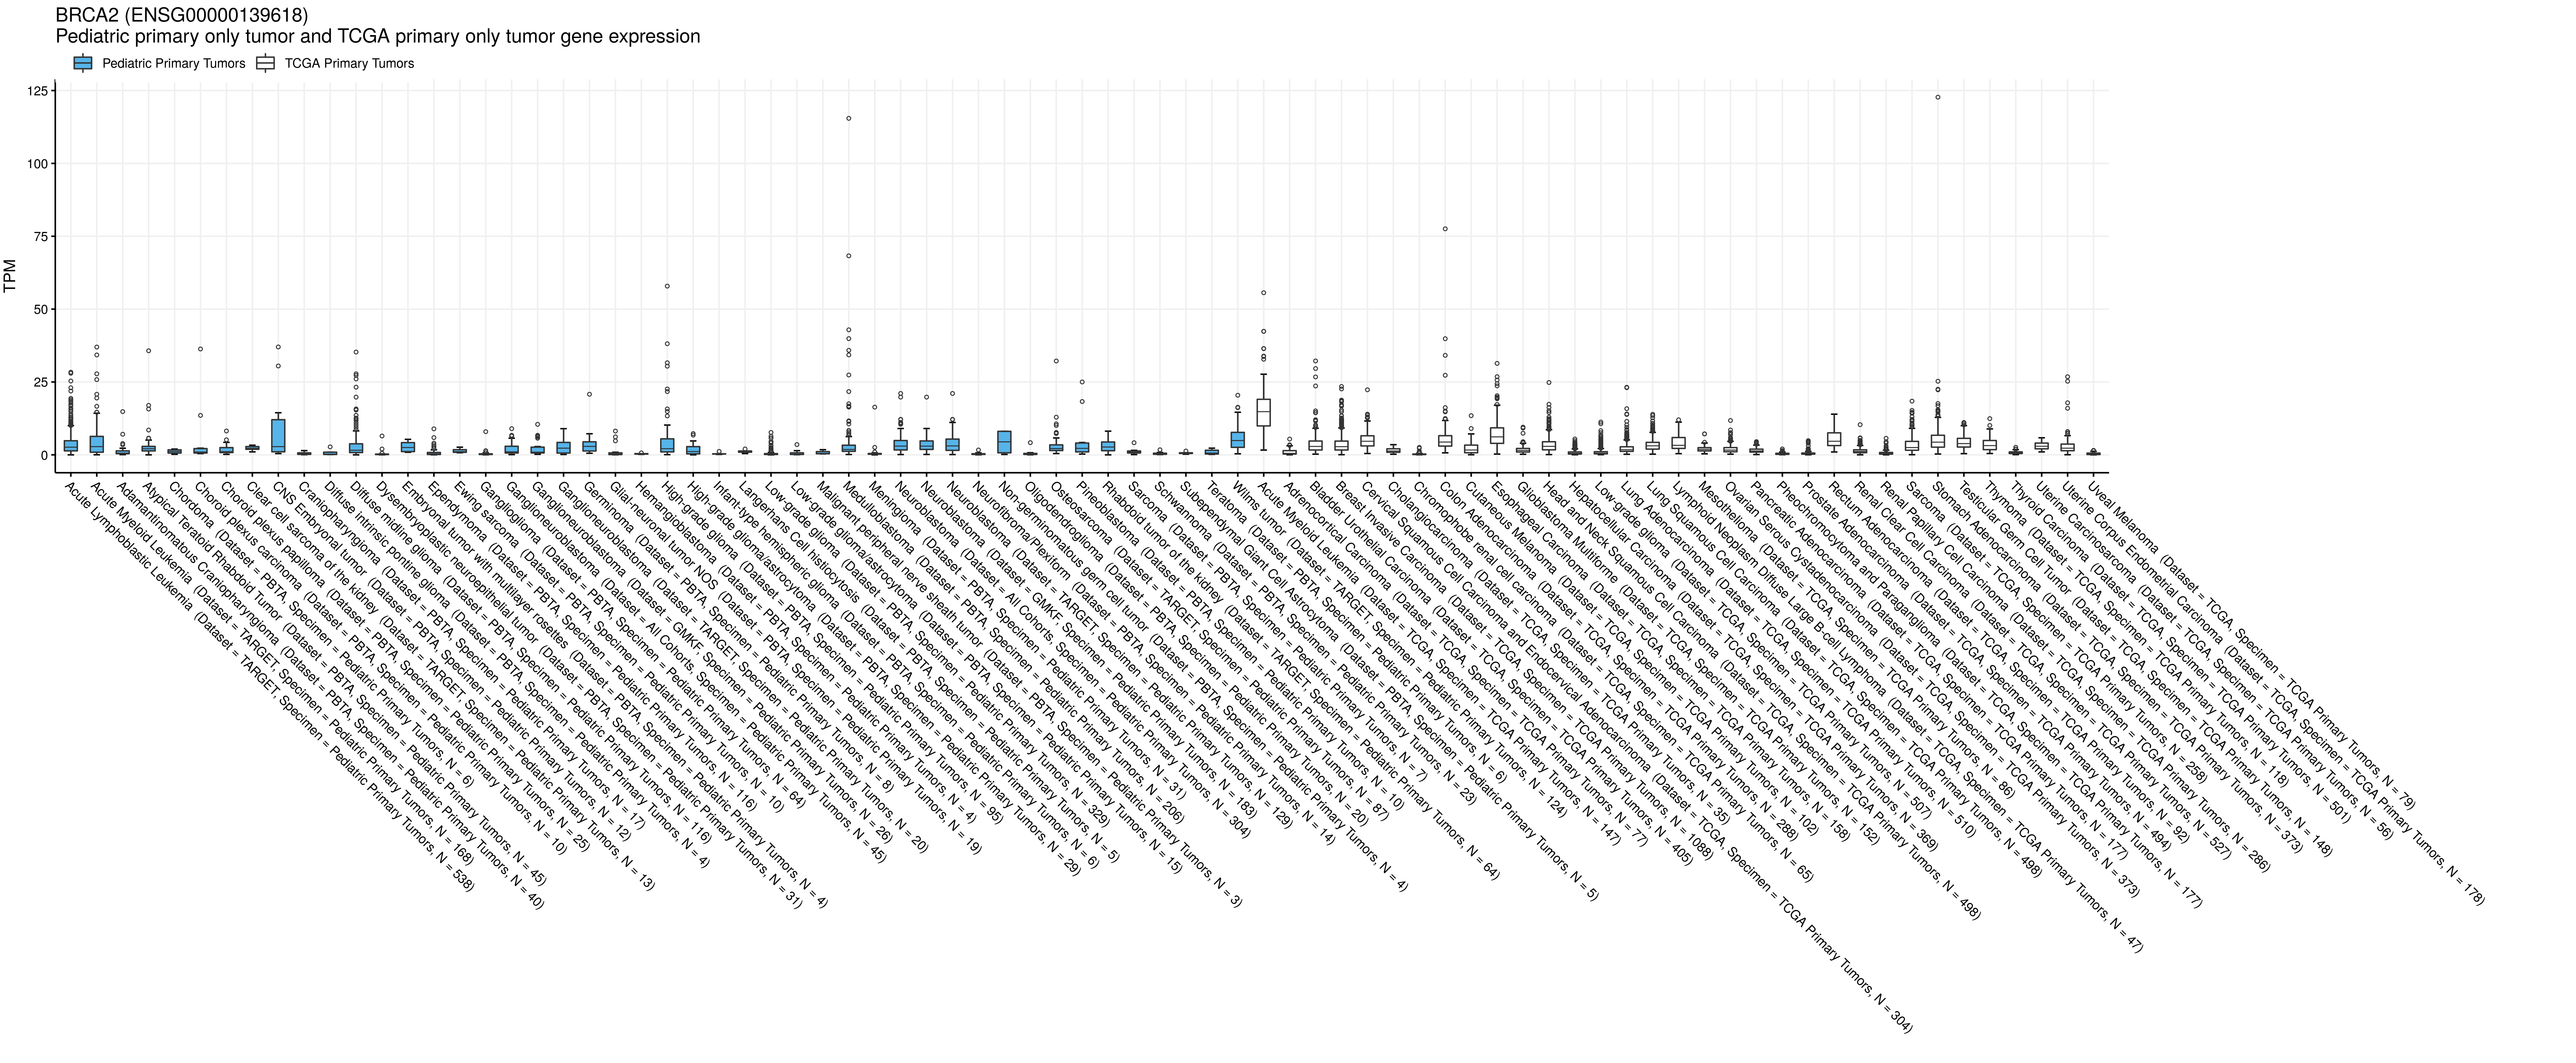 BRCA2 (ENSG00000139618)
Pediatric primary only tumor and TCGA primary only tumor gene expression
Pediatric Primary Tumors
TCGA Primary Tumors
TPM
125
100
75
50
25
0
Acute Lymphoblastic Leukemia (Dataset = TARGET, Specimen = Pediatric Primary Tumors, N = 538)
Acute Myeloid Leukemia (Dataset = TARGET, Specimen = Pediatric Primary Tumors, N = 168)
Adamantinomatous Craniopharyngioma (Dataset = PBTA, Specimen = Pediatric Primary Tumors, N = 40)
Atypical Teratoid Rhabdoid Tumor (Dataset = PBTA, Specimen = Pediatric Primary Tumors, N = 45)
Chordoma (Dataset = PBTA, Specimen = Pediatric Primary Tumors, N = 6)
Choroid plexus carcinoma (Dataset = PBTA, Specimen = Pediatric Primary Tumors, N = 10)
Choroid plexus papilloma (Dataset = PBTA, Specimen = Pediatric Primary Tumors, N = 25)
Clear cell sarcoma of the kidney (Dataset = TARGET, Specimen = Pediatric Primary Tumors, N = 13)
CNS Embryonal tumor (Dataset = PBTA, Specimen = Pediatric Primary Tumors, N = 12)
Craniopharyngioma (Dataset = PBTA, Specimen = Pediatric Primary Tumors, N = 17)
Diffuse intrinsic pontine glioma (Dataset = PBTA, Specimen = Pediatric Primary Tumors, N = 4)
Diffuse midline glioma (Dataset = PBTA, Specimen = Pediatric Primary Tumors, N = 116)
Dysembryoplastic neuroepithelial tumor (Dataset = PBTA, Specimen = Pediatric Primary Tumors, N = 31)
Embryonal tumor with multilayer rosettes (Dataset = PBTA, Specimen = Pediatric Primary Tumors, N = 4)
Ependymoma (Dataset = PBTA, Specimen = Pediatric Primary Tumors, N = 116)
Ewing sarcoma (Dataset = PBTA, Specimen = Pediatric Primary Tumors, N = 10)
Ganglioglioma (Dataset = PBTA, Specimen = Pediatric Primary Tumors, N = 64)
Ganglioneuroblastoma (Dataset = All Cohorts, Specimen = Pediatric Primary Tumors, N = 45)
Ganglioneuroblastoma (Dataset = GMKF, Specimen = Pediatric Primary Tumors, N = 26)
Ganglioneuroblastoma (Dataset = TARGET, Specimen = Pediatric Primary Tumors, N = 20)
Germinoma (Dataset = PBTA, Specimen = Pediatric Primary Tumors, N = 8)
Glial-neuronal tumor NOS (Dataset = PBTA, Specimen = Pediatric Primary Tumors, N = 19)
Hemangioblastoma (Dataset = PBTA, Specimen = Pediatric Primary Tumors, N = 4)
High-grade glioma (Dataset = PBTA, Specimen = Pediatric Primary Tumors, N = 95)
High-grade glioma/astrocytoma (Dataset = PBTA, Specimen = Pediatric Primary Tumors, N = 29)
Infant-type hemispheric glioma (Dataset = PBTA, Specimen = Pediatric Primary Tumors, N = 6)
Langerhans Cell histiocytosis (Dataset = PBTA, Specimen = Pediatric Primary Tumors, N = 5)
Low-grade glioma (Dataset = PBTA, Specimen = Pediatric Primary Tumors, N = 329)
Low-grade glioma/astrocytoma (Dataset = PBTA, Specimen = Pediatric Primary Tumors, N = 15)
Malignant peripheral nerve sheath tumor (Dataset = PBTA, Specimen = Pediatric Primary Tumors, N = 3)
Medulloblastoma (Dataset = PBTA, Specimen = Pediatric Primary Tumors, N = 206)
Meningioma (Dataset = PBTA, Specimen = Pediatric Primary Tumors, N = 31)
Neuroblastoma (Dataset = All Cohorts, Specimen = Pediatric Primary Tumors, N = 304)
Neuroblastoma (Dataset = GMKF, Specimen = Pediatric Primary Tumors, N = 183)
Neuroblastoma (Dataset = TARGET, Specimen = Pediatric Primary Tumors, N = 129)
Neurofibroma/Plexiform (Dataset = PBTA, Specimen = Pediatric Primary Tumors, N = 14)
Non-germinomatous germ cell tumor (Dataset = PBTA, Specimen = Pediatric Primary Tumors, N = 4)
Oligodendroglioma (Dataset = PBTA, Specimen = Pediatric Primary Tumors, N = 20)
Osteosarcoma (Dataset = TARGET, Specimen = Pediatric Primary Tumors, N = 87)
Pineoblastoma (Dataset = PBTA, Specimen = Pediatric Primary Tumors, N = 10)
Rhabdoid tumor of the kidney (Dataset = TARGET, Specimen = Pediatric Primary Tumors, N = 64)
Sarcoma (Dataset = PBTA, Specimen = Pediatric Primary Tumors, N = 7)
Schwannoma (Dataset = PBTA, Specimen = Pediatric Primary Tumors, N = 23)
Subependymal Giant Cell Astrocytoma (Dataset = PBTA, Specimen = Pediatric Primary Tumors, N = 5)
Teratoma (Dataset = PBTA, Specimen = Pediatric Primary Tumors, N = 6)
Wilms tumor (Dataset = TARGET, Specimen = Pediatric Primary Tumors, N = 124)
Acute Myeloid Leukemia (Dataset = TCGA, Specimen = TCGA Primary Tumors, N = 147)
Adrenocortical Carcinoma (Dataset = TCGA, Specimen = TCGA Primary Tumors, N = 77)
Bladder Urothelial Carcinoma (Dataset = TCGA, Specimen = TCGA Primary Tumors, N = 405)
Breast Invasive Carcinoma (Dataset = TCGA, Specimen = TCGA Primary Tumors, N = 1088)
Cervical Squamous Cell Carcinoma and Endocervical Adenocarcinoma (Dataset = TCGA, Specimen = TCGA Primary Tumors, N = 304)
Cholangiocarcinoma (Dataset = TCGA, Specimen = TCGA Primary Tumors, N = 35)
Chromophobe renal cell carcinoma (Dataset = TCGA, Specimen = TCGA Primary Tumors, N = 65)
Colon Adenocarcinoma (Dataset = TCGA, Specimen = TCGA Primary Tumors, N = 288)
Cutaneous Melanoma (Dataset = TCGA, Specimen = TCGA Primary Tumors, N = 102)
Esophageal Carcinoma (Dataset = TCGA, Specimen = TCGA Primary Tumors, N = 158)
Glioblastoma Multiforme (Dataset = TCGA, Specimen = TCGA Primary Tumors, N = 152)
Head and Neck Squamous Cell Carcinoma (Dataset = TCGA, Specimen = TCGA Primary Tumors, N = 498)
Hepatocellular Carcinoma (Dataset = TCGA, Specimen = TCGA Primary Tumors, N = 369)
Low-grade glioma (Dataset = TCGA, Specimen = TCGA Primary Tumors, N = 507)
Lung Adenocarcinoma (Dataset = TCGA, Specimen = TCGA Primary Tumors, N = 510)
Lung Squamous Cell Carcinoma (Dataset = TCGA, Specimen = TCGA Primary Tumors, N = 498)
Lymphoid Neoplasm Diffuse Large B-cell Lymphoma (Dataset = TCGA, Specimen = TCGA Primary Tumors, N = 47)
Mesothelioma (Dataset = TCGA, Specimen = TCGA Primary Tumors, N = 86)
Ovarian Serous Cystadenocarcinoma (Dataset = TCGA, Specimen = TCGA Primary Tumors, N = 373)
Pancreatic Adenocarcinoma (Dataset = TCGA, Specimen = TCGA Primary Tumors, N = 177)
Pheochromocytoma and Paraganglioma (Dataset = TCGA, Specimen = TCGA Primary Tumors, N = 177)
Prostate Adenocarcinoma (Dataset = TCGA, Specimen = TCGA Primary Tumors, N = 494)
Rectum Adenocarcinoma (Dataset = TCGA, Specimen = TCGA Primary Tumors, N = 92)
Renal Clear Cell Carcinoma (Dataset = TCGA, Specimen = TCGA Primary Tumors, N = 527)
Renal Papillary Cell Carcinoma (Dataset = TCGA, Specimen = TCGA Primary Tumors, N = 286)
Sarcoma (Dataset = TCGA, Specimen = TCGA Primary Tumors, N = 258)
Stomach Adenocarcinoma (Dataset = TCGA, Specimen = TCGA Primary Tumors, N = 373)
Testicular Germ Cell Tumor (Dataset = TCGA, Specimen = TCGA Primary Tumors, N = 148)
Thymoma (Dataset = TCGA, Specimen = TCGA Primary Tumors, N = 118)
Thyroid Carcinoma (Dataset = TCGA, Specimen = TCGA Primary Tumors, N = 501)
Uterine Carcinosarcoma (Dataset = TCGA, Specimen = TCGA Primary Tumors, N = 56)
Uterine Corpus Endometrial Carcinoma (Dataset = TCGA, Specimen = TCGA Primary Tumors, N = 178)
Uveal Melanoma (Dataset = TCGA, Specimen = TCGA Primary Tumors, N = 79)